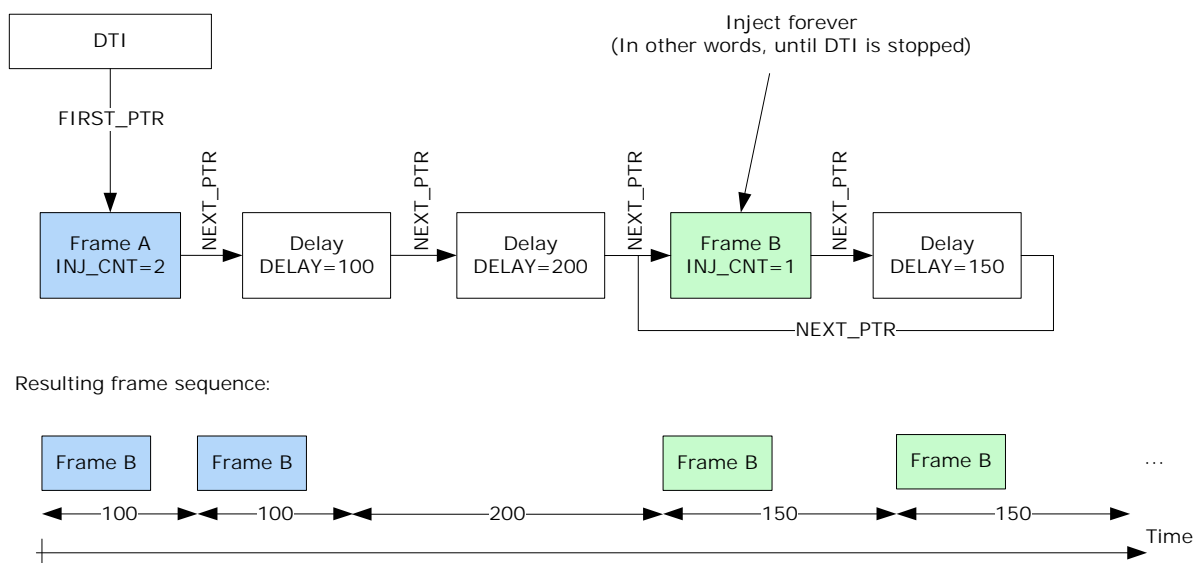 DTI
Inject forever
(In other words, until DTI is stopped)
FIRST_PTR
NEXT_PTR
NEXT_PTR
NEXT_PTR
NEXT_PTR
Frame A
INJ_CNT=2
Delay
DELAY=100
Delay
DELAY=200
Frame B
INJ_CNT=1
Delay
DELAY=150
NEXT_PTR
Resulting frame sequence:
Frame B
Frame B
Frame B
Frame B
...
100
100
200
150
150
Time